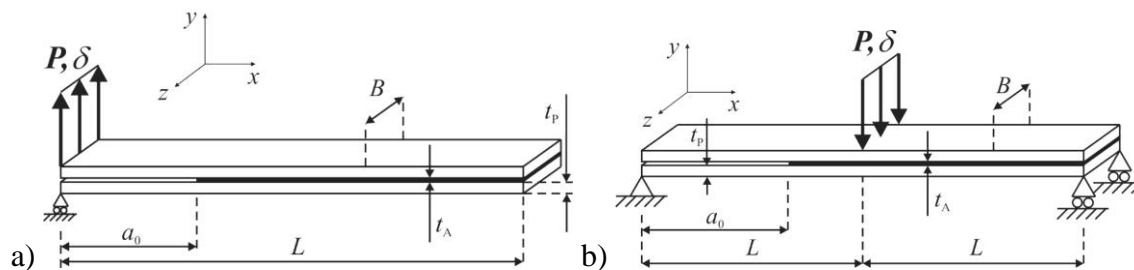 P, δ
y
x
z
B
t_P
t_A
a_0
L
a)
P, δ
y
x
z
B
t_P
t_A
a_0
L
L
b)